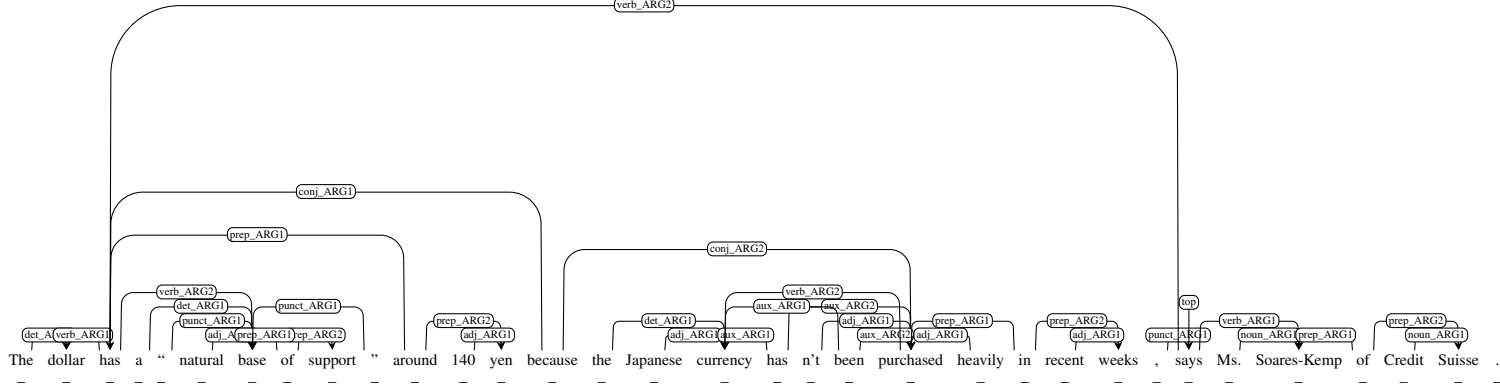 verb_ARG2
conj_ARG1
prep_ARG1
conj_ARG2
verb_ARG2 verb_ARG2
top
det_ARG1 punct_ARG1 aux_ARG1 aux_ARG2
punct_ARG1 prep_ARG2 det_ARG1 adj_ARG1 prep_ARG1 prep_ARG2 verb_ARG1 prep_ARG2
verb_ARG1 prep_ARG1 adj_ARG1 adj_ARG1 aux_ARG1 aux_ARG2 adj_ARG1 adj_ARG1 punct_ARG1 noun_ARG1 prep_ARG1 noun_ARG1
The dollar has a “ natural base of support ” around 140 yen because the Japanese currency has n’t been purchased heavily in recent weeks , says Ms. Soares-Kemp of Credit Suisse .